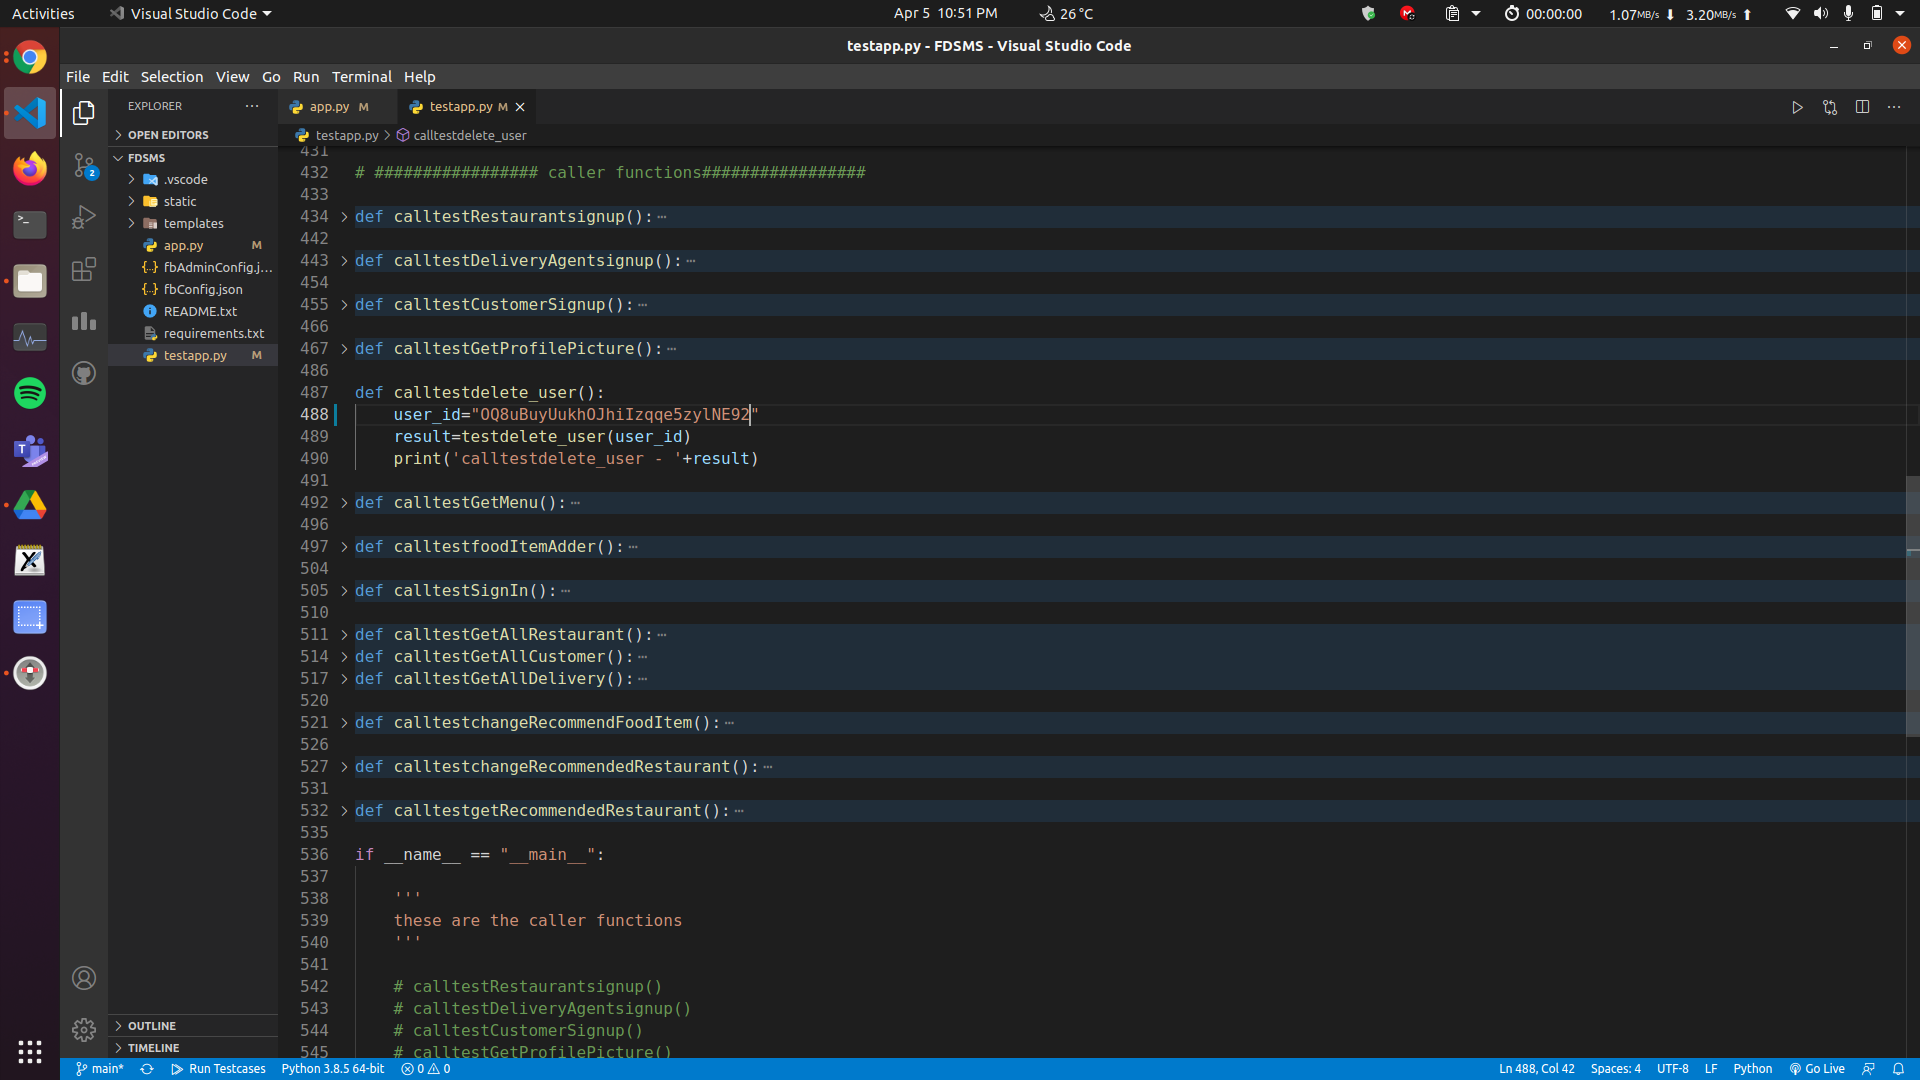 Activities Visual Studio Code Apr 5 10:51 PM 26 °C 00:00:00 1.07MB/s 3.20MB/s
testapp.py - FDSMS - Visual Studio Code
File Edit Selection View Go Run Terminal Help
EXPLORER
app.py M testapp.py M
testapp.py > calltestdelete_user
OPEN EDITORS
FDSMS
.vscode
static
templates
app.py M
fbAdminConfig.j...
fbConfig.json
README.txt
requirements.txt
testapp.py M
OUTLINE
TIMELINE
2
431
432 # ################# caller functions#################
433
434 def calltestRestaurantsignup():
442
443 def calltestDeliveryAgentsignup():
454
455 def calltestCustomerSignup():
466
467 def calltestGetProfilePicture():
486
487 def calltestdelete_user():
488 user_id="OQ8uBuyUukhOJhiIzqqe5zylNE92"
489 result=testdelete_user(user_id)
490 print('calltestdelete_user - '+result)
491
492 def calltestGetMenu():
496
497 def calltestfoodItemAdder():
504
505 def calltestSignIn():
510
511 def calltestGetAllRestaurant():
514 def calltestGetAllCustomer():
517 def calltestGetAllDelivery():
520
521 def calltestchangeRecommendFoodItem():
526
527 def calltestchangeRecommendedRestaurant():
531
532 def calltestgetRecommendedRestaurant():
535
536 if __name__ == "__main__":
537
538 '''
539 these are the caller functions
540 '''
541
542 # calltestRestaurantsignup()
543 # calltestDeliveryAgentsignup()
544 # calltestCustomerSignup()
545 # calltestGetProfilePicture()
main* Run Testcases Python 3.8.5 64-bit 0 0 Ln 488, Col 42 Spaces: 4 UTF-8 LF Python Go Live